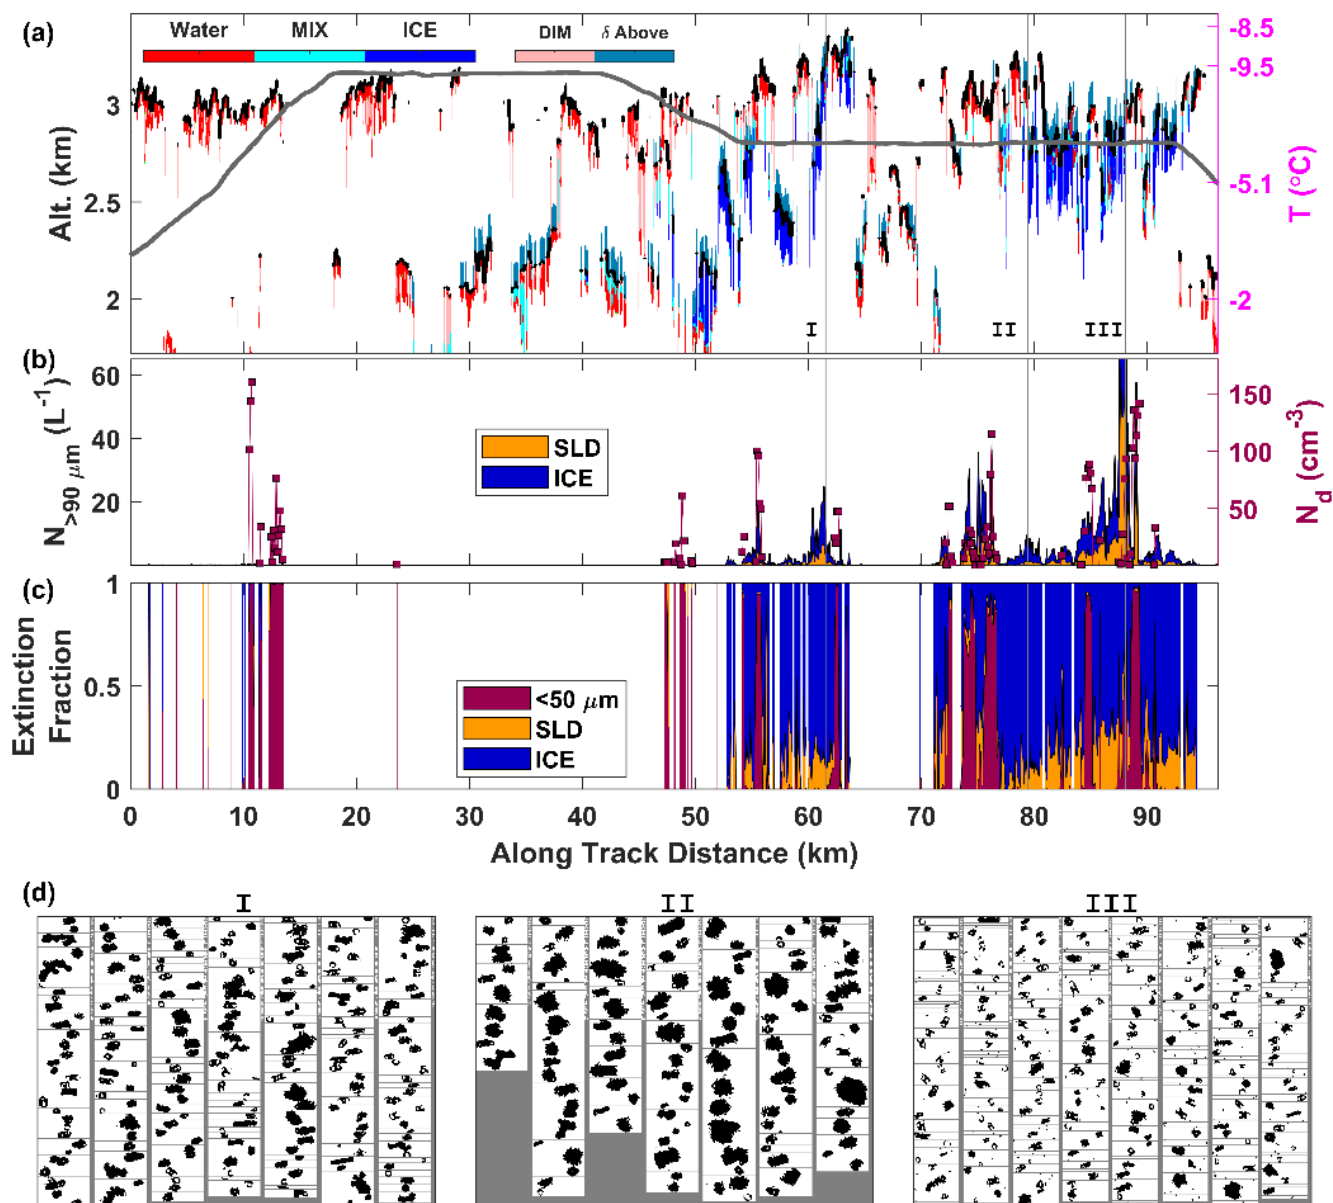 (a)
Water MIX ICE DIM δ Above
-8.5
-9.5
3
2.5
2
-5.1
-2
Alt. (km)
T (°C)
I II III
(b)
60
40
20
N>90 μm (L-1)
150
100
50
Nd (cm-3)
SLD
ICE
(c)
1
0.5
0
Extinction
Fraction
<50 μm
SLD
ICE
0 10 20 30 40 50 60 70 80 90
Along Track Distance (km)
(d)
I II III